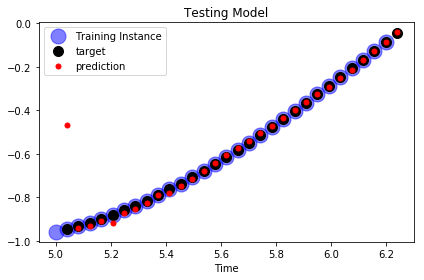 Testing Model
Training Instance
target
prediction
0.0
−0.2
−0.4
−0.6
−0.8
−1.0
5.0 5.2 5.4 5.6 5.8 6.0 6.2
Time